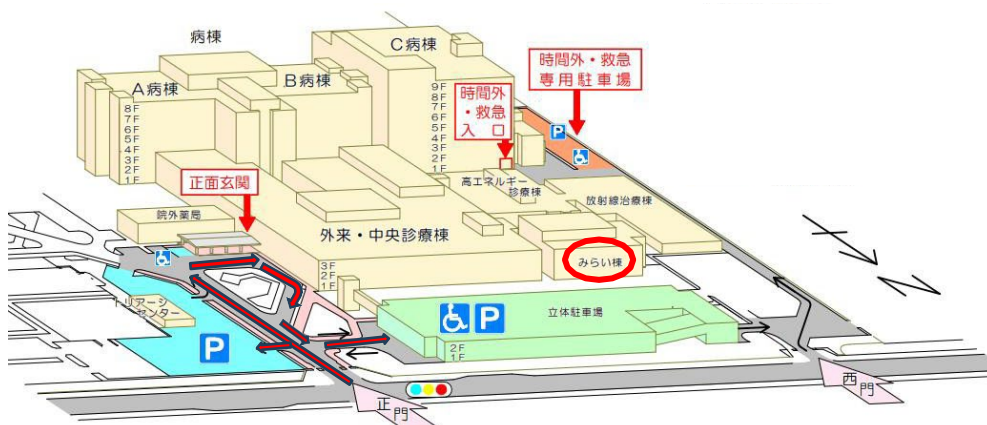 病棟
C病棟
A病棟
B病棟
8F
7F
6F
5F
4F
3F
2F
1F
9F
8F
7F
6F
5F
4F
3F
2F
1F
時間外
・救急
入口
時間外・救急
専用駐車場
P
正面玄関
院外薬局
高エネルギー
診療棟
放射線治療棟
外来・中央診療棟
3F
2F
1F
みらい棟
トリアージ
センター
P
P
立体駐車場
2F
1F
正門
西門